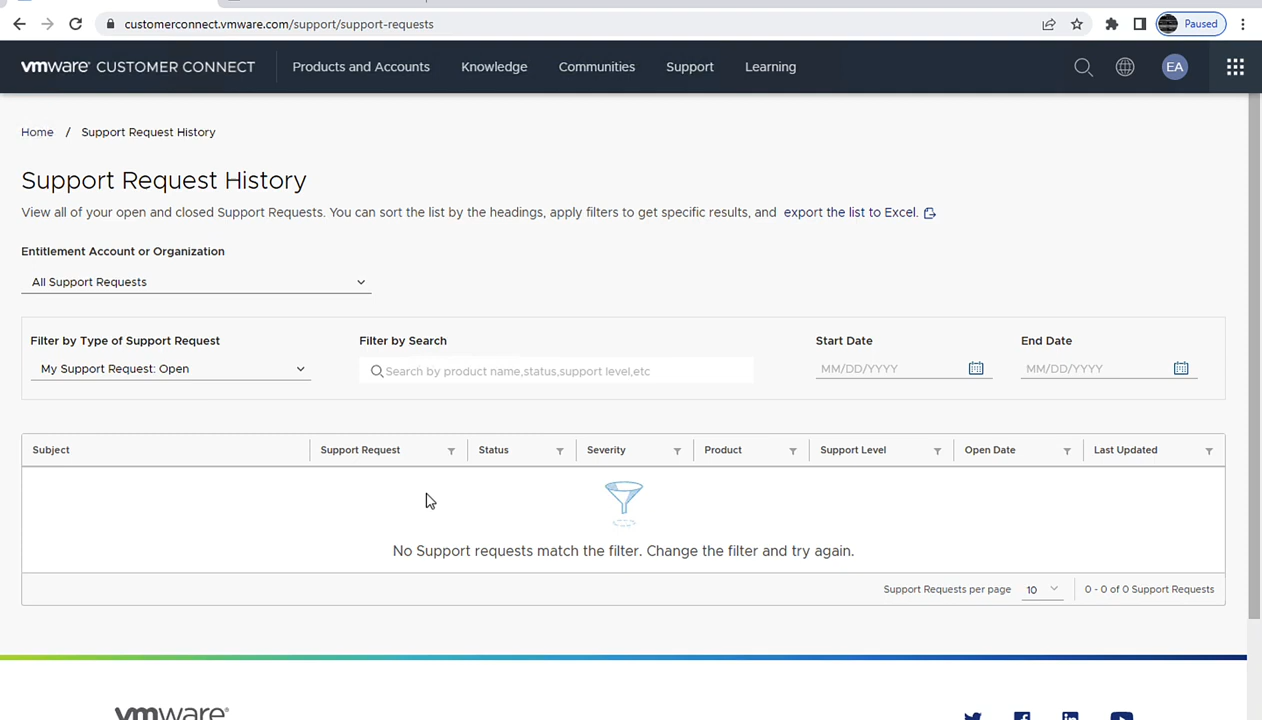 customerconnect.vmware.com/support/support-requests
Paused
vmware CUSTOMER CONNECT
Products and Accounts
Knowledge
Communities
Support
Learning
EA
Home / Support Request History
Support Request History
View all of your open and closed Support Requests. You can sort the list by the headings, apply filters to get specific results, and export the list to Excel.
Entitlement Account or Organization
All Support Requests
Filter by Type of Support Request
Filter by Search
Start Date
End Date
My Support Request: Open
Search by product name,status,support level,etc
MM/DD/YYYY
MM/DD/YYYY
Subject
Support Request
Status
Severity
Product
Support Level
Open Date
Last Updated
No Support requests match the filter. Change the filter and try again.
Support Requests per page
10
0 - 0 of 0 Support Requests
vmware®